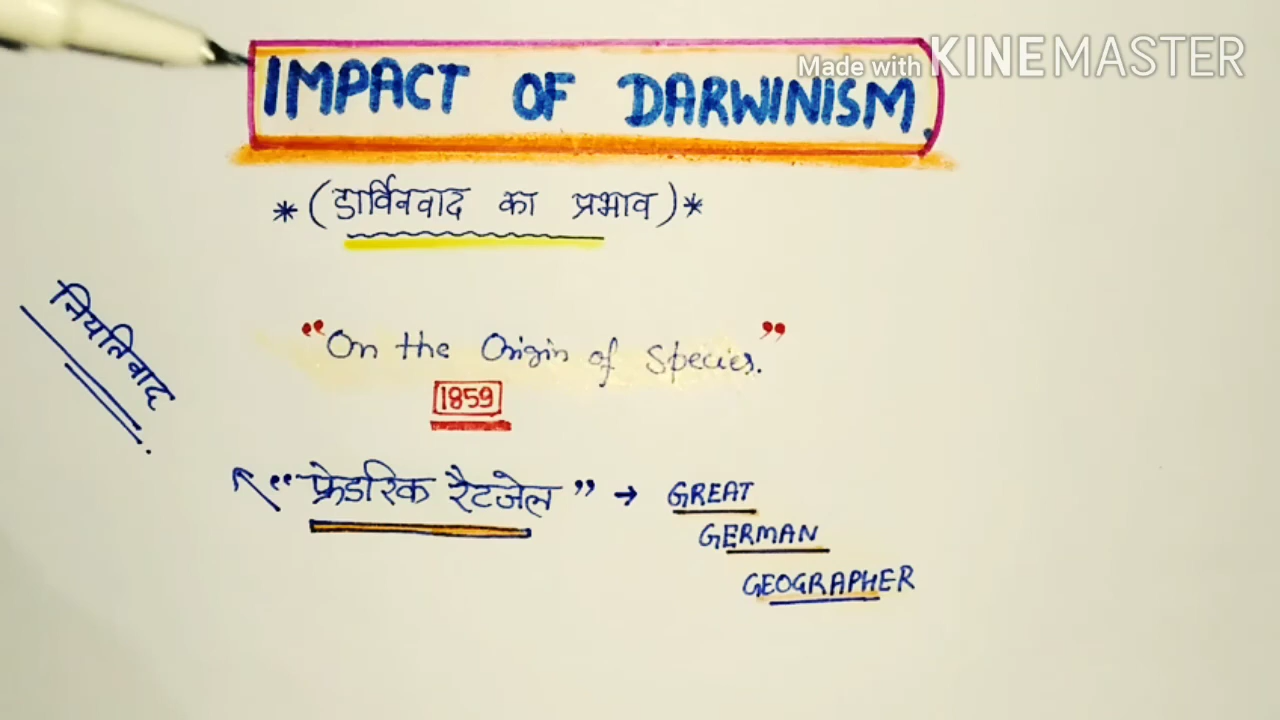 Made with KINEMASTER
IMPACT OF DARWINISM.
*(डार्विनवाद का प्रभाव)*
नियतिवाद
"On the Origin of Species."
1859
"फ्रेडरिक रैटजेल" → GREAT
GERMAN
GEOGRAPHER